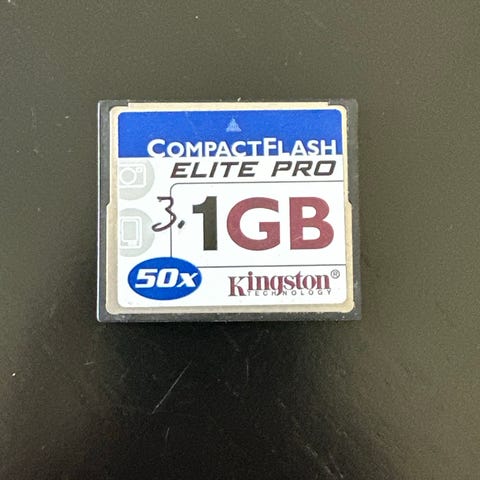 COMPACTFLASH
ELITE PRO
3. 1GB
50x
Kingston®
TECHNOLOGY